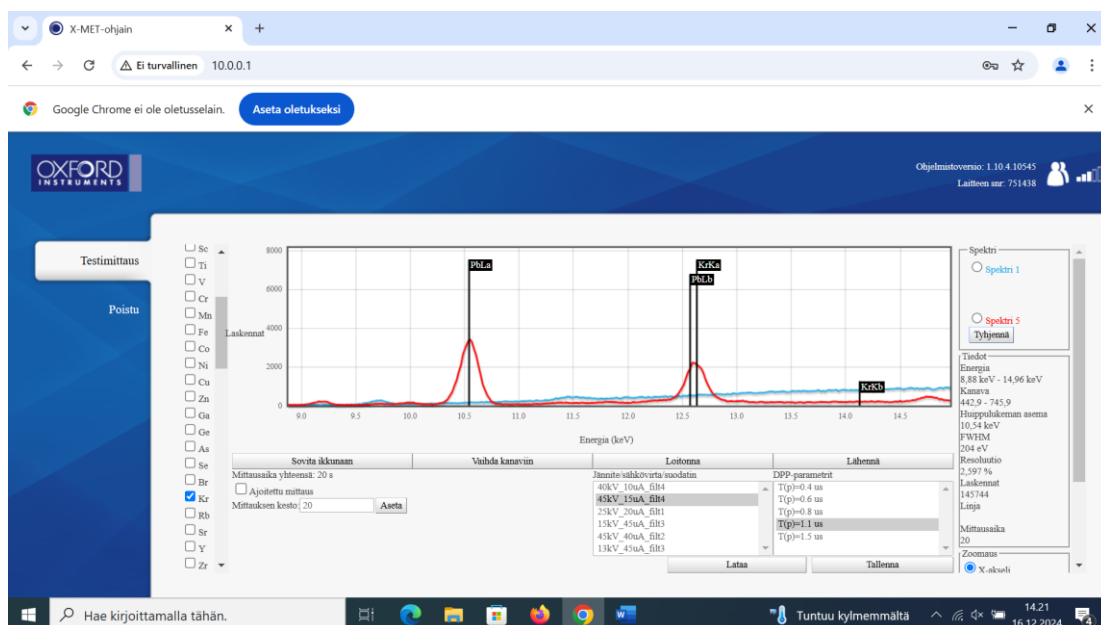 X-MET-ohjain
Ei turvallinen 10.0.0.1
Google Chrome ei ole oletusselain. Aseta oletukseksi
OXFORD
INSTRUMENTS
Ohjelmistoversio: 1.10.4.10545
Laitteen snr: 751438
Testimittaus
Poistu
Sc
Ti
V
Cr
Mn
Fe
Co
Ni
Cu
Zn
Ga
Ge
As
Se
Br
Kr
Rb
Sr
Y
Zr
Laskennat
8000
6000
4000
2000
0
PbLa
KrKa
PbLb
KrKb
9.0 9.5 10.0 10.5 11.0 11.5 12.0 12.5 13.0 13.5 14.0 14.5
Energia (keV)
Sovita ikkunaan Vaihda kanaviin Loitonna Lähennä
Mittausaika yhteensä: 20 s
Ajoitettu mittaus
Mittauksen kesto: 20 Aseta
Jännite/sähkövirta/suodatin
40kV_10uA_filt4
45kV_15uA_filt4
25kV_20uA_filt1
15kV_45uA_filt3
45kV_40uA_filt2
13kV_45uA_filt3
DPP-parametrit
T(p)=0.4 us
T(p)=0.6 us
T(p)=0.8 us
T(p)=1.1 us
T(p)=1.5 us
Lataa Tallenna
Spektri
Spektri 1
Spektri 5
Tyhjennä
Tiedot
Energia
8,88 keV - 14,96 keV
Kanava
442,9 - 745,9
Huippulukeman asema
10,54 keV
FWHM
204 eV
Resoluutio
2,597 %
Laskennat
145744
Linja
Mittausaika
20
Zoomaus
X-akseli
Hae kirjoittamalla tähän.
Tuntuu kylmemmältä
14.21
16.12.2024
4